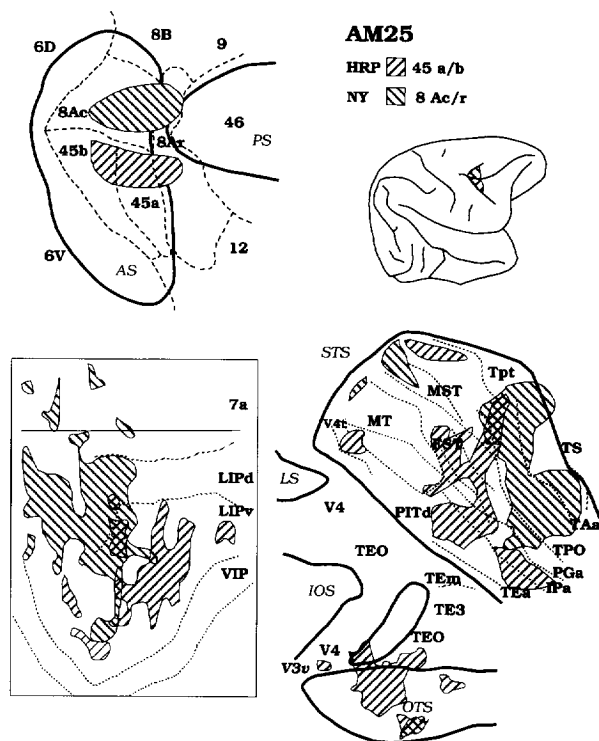 AM25
HRP 45 a/b
NY 8 Ac/r
6D
8B
9
8Ac
8Ar
46
PS
45b
45a
12
6V
AS
7a
LIPd
LIPv
VIP
STS
Tpt
MST
MT
V4t
FST
TS
LS
V4
PITd
TAa
TEO
TPO
PGa
TEm
TEa
IPa
IOS
TE3
V4
TEO
V3v
OTS